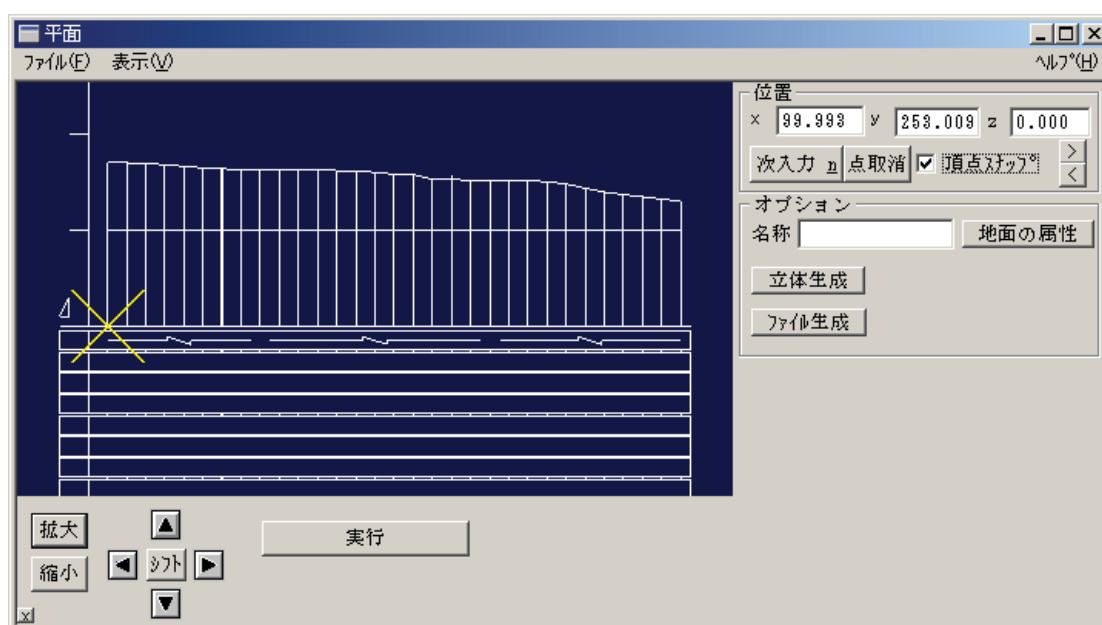 平面
ﾌｧｲﾙ(F) 表示(V) ﾍﾙﾌﾟ(H)
位置
x 99.993 y 253.009 z 0.000
次入力 n 点取消 頂点ｽﾅｯﾌﾟ > <
オプション
名称 地面の属性
立体生成
ﾌｧｲﾙ生成
拡大 実行
ｼﾌﾄ
縮小